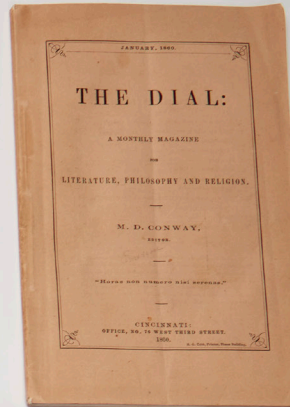 JANUARY, 1860.
THE DIAL:
A MONTHLY MAGAZINE
FOR
LITERATURE, PHILOSOPHY AND RELIGION.
M. D. CONWAY,
EDITOR.
"Horas non numero nisi serenas."
CINCINNATI:
OFFICE, NO. 76 WEST THIRD STREET.
1860.